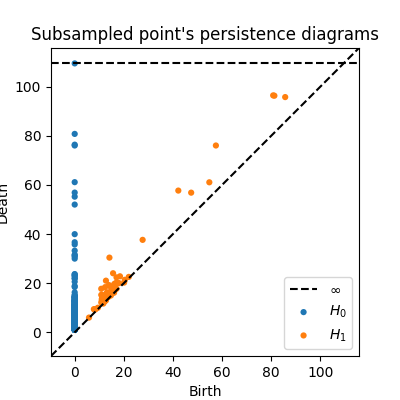 Subsampled point's persistence diagrams
Death
100
80
60
40
20
0
0 20 40 60 80 100
Birth
∞
H₀
H₁